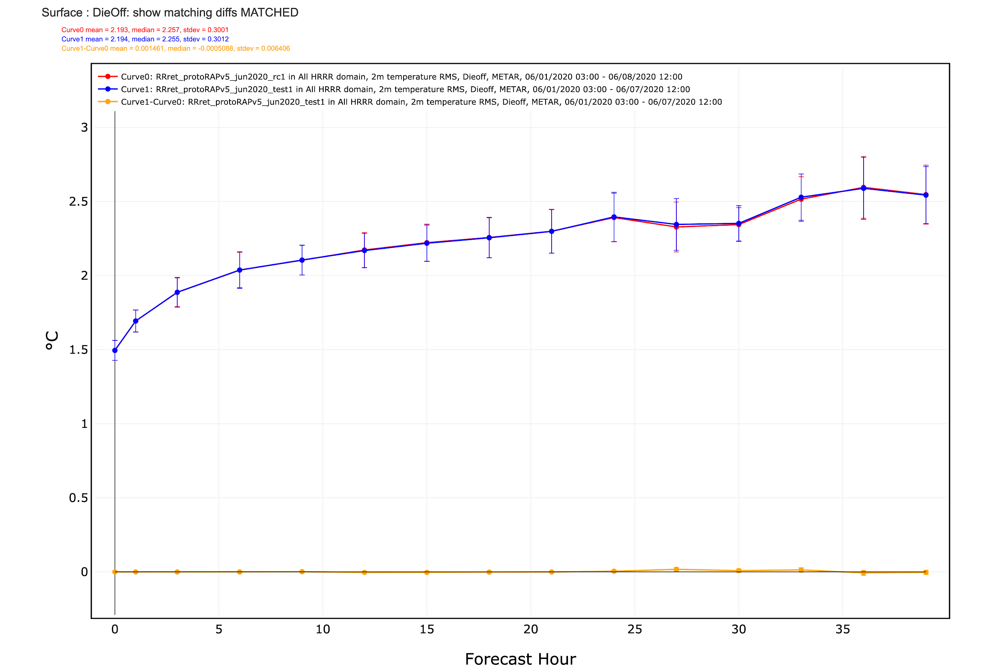 Surface : DieOff: show matching diffs MATCHED
Curve0 mean = 2.193, median = 2.257, stdev = 0.3001
Curve1 mean = 2.194, median = 2.255, stdev = 0.3012
Curve1-Curve0 mean = 0.001461, median = -0.0005088, stdev = 0.006406
Curve0: RRret_protoRAPv5_jun2020_rc1 in All HRRR domain, 2m temperature RMS, Dieoff, METAR, 06/01/2020 03:00 - 06/08/2020 12:00
Curve1: RRret_protoRAPv5_jun2020_test1 in All HRRR domain, 2m temperature RMS, Dieoff, METAR, 06/01/2020 03:00 - 06/07/2020 12:00
Curve1-Curve0: RRret_protoRAPv5_jun2020_test1 in All HRRR domain, 2m temperature RMS, Dieoff, METAR, 06/01/2020 03:00 - 06/07/2020 12:00
3
2.5
2
1.5
1
0.5
0
°C
0 5 10 15 20 25 30 35
Forecast Hour